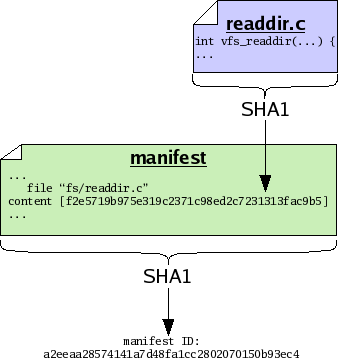 readdir.c
int vfs_readdir(...) {
...
SHA1
manifest
...
file "fs/readdir.c"
content [f2e5719b975e319c2371c98ed2c7231313fac9b5]
...
SHA1
manifest ID:
a2eeaa28574141a7d48fa1cc2802070150b93ec4